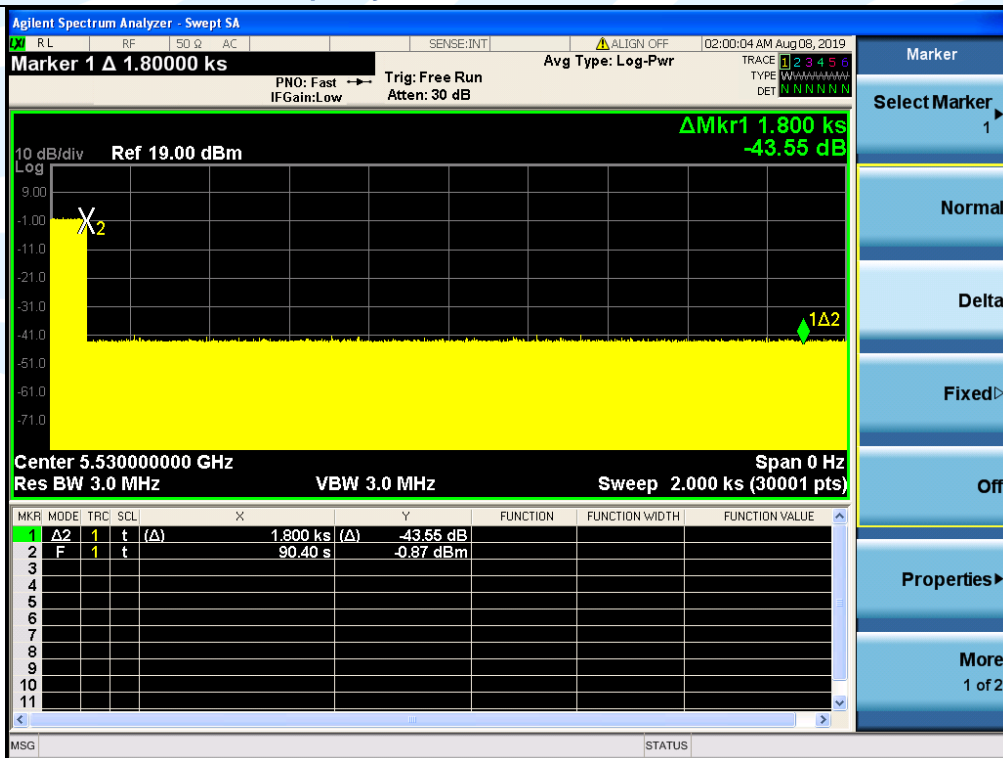 Agilent Spectrum Analyzer - Swept SA
LXI RL RF 50 Ω AC SENSE:INT ALIGN OFF 02:00:04 AM Aug 08, 2019
Marker 1 Δ 1.80000 ks Avg Type: Log-Pwr TRACE 1 2 3 4 5 6
PNO: Fast Trig: Free Run TYPE WWWWWW
IFGain:Low Atten: 30 dB DET N N N N N N
ΔMkr1 1.800 ks
-43.55 dB
10 dB/div Ref 19.00 dBm
Log
9.00
-1.00
2
-11.0
-21.0
-31.0
1Δ2
-41.0
-51.0
-61.0
-71.0
Center 5.530000000 GHz Span 0 Hz
Res BW 3.0 MHz VBW 3.0 MHz Sweep 2.000 ks (30001 pts)
MKR MODE TRC SCL X Y FUNCTION FUNCTION WIDTH FUNCTION VALUE
1 Δ2 1 t (Δ) 1.800 ks (Δ) -43.55 dB
2 F 1 t 90.40 s -0.87 dBm
3
4
5
6
7
8
9
10
11
MSG STATUS
Marker
Select Marker
1
Normal
Delta
Fixed
Off
Properties
More
1 of 2